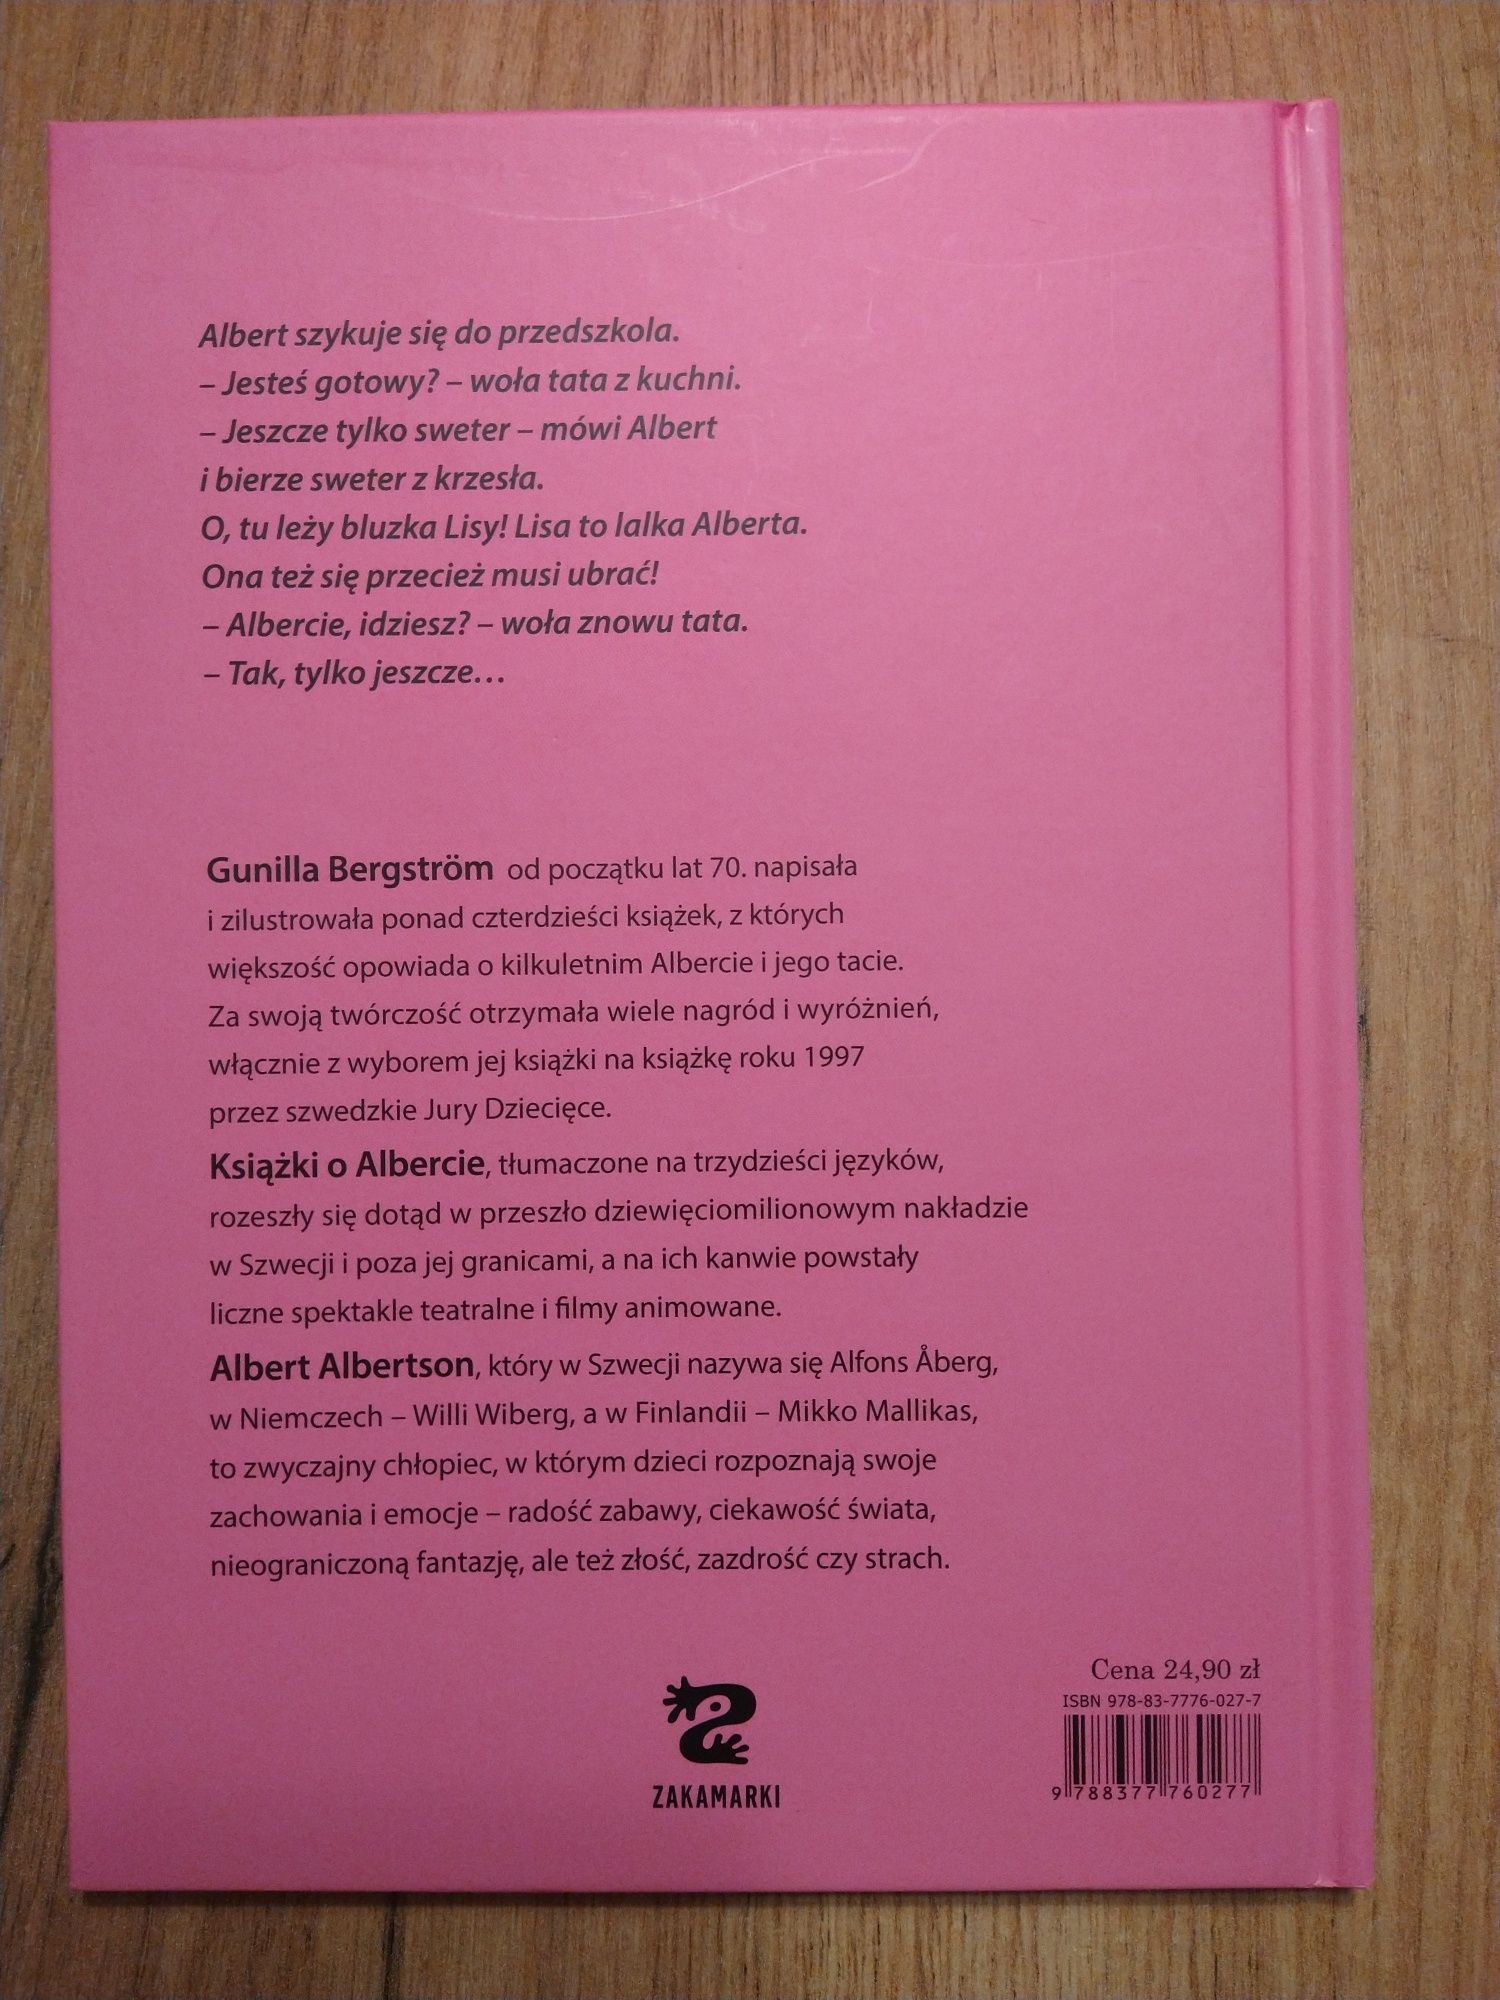 Albert szykuje się do przedszkola.
– Jesteś gotowy? – woła tata z kuchni.
– Jeszcze tylko sweter – mówi Albert
i bierze sweter z krzesła.
O, tu leży bluzka Lisy! Lisa to lalka Alberta.
Ona też się przecież musi ubrać!
– Albercie, idziesz? – woła znowu tata.
– Tak, tylko jeszcze…
Gunilla Bergström od początku lat 70. napisała
i zilustrowała ponad czterdzieści książek, z których
większość opowiada o kilkuletnim Albercie i jego tacie.
Za swoją twórczość otrzymała wiele nagród i wyróżnień,
włącznie z wyborem jej książki na książkę roku 1997
przez szwedzkie Jury Dziecięce.
Książki o Albercie, tłumaczone na trzydzieści języków,
rozeszły się dotąd w przeszło dziewięciomilionowym nakładzie
w Szwecji i poza jej granicami, a na ich kanwie powstały
liczne spektakle teatralne i filmy animowane.
Albert Albertson, który w Szwecji nazywa się Alfons Åberg,
w Niemczech – Willi Wiberg, a w Finlandii – Mikko Mallikas,
to zwyczajny chłopiec, w którym dzieci rozpoznają swoje
zachowania i emocje – radość zabawy, ciekawość świata,
nieograniczoną fantazję, ale też złość, zazdrość czy strach.
ZAKAMARKI
Cena 24,90 zł
ISBN 978-83-7776-027-7
9 788377 760277